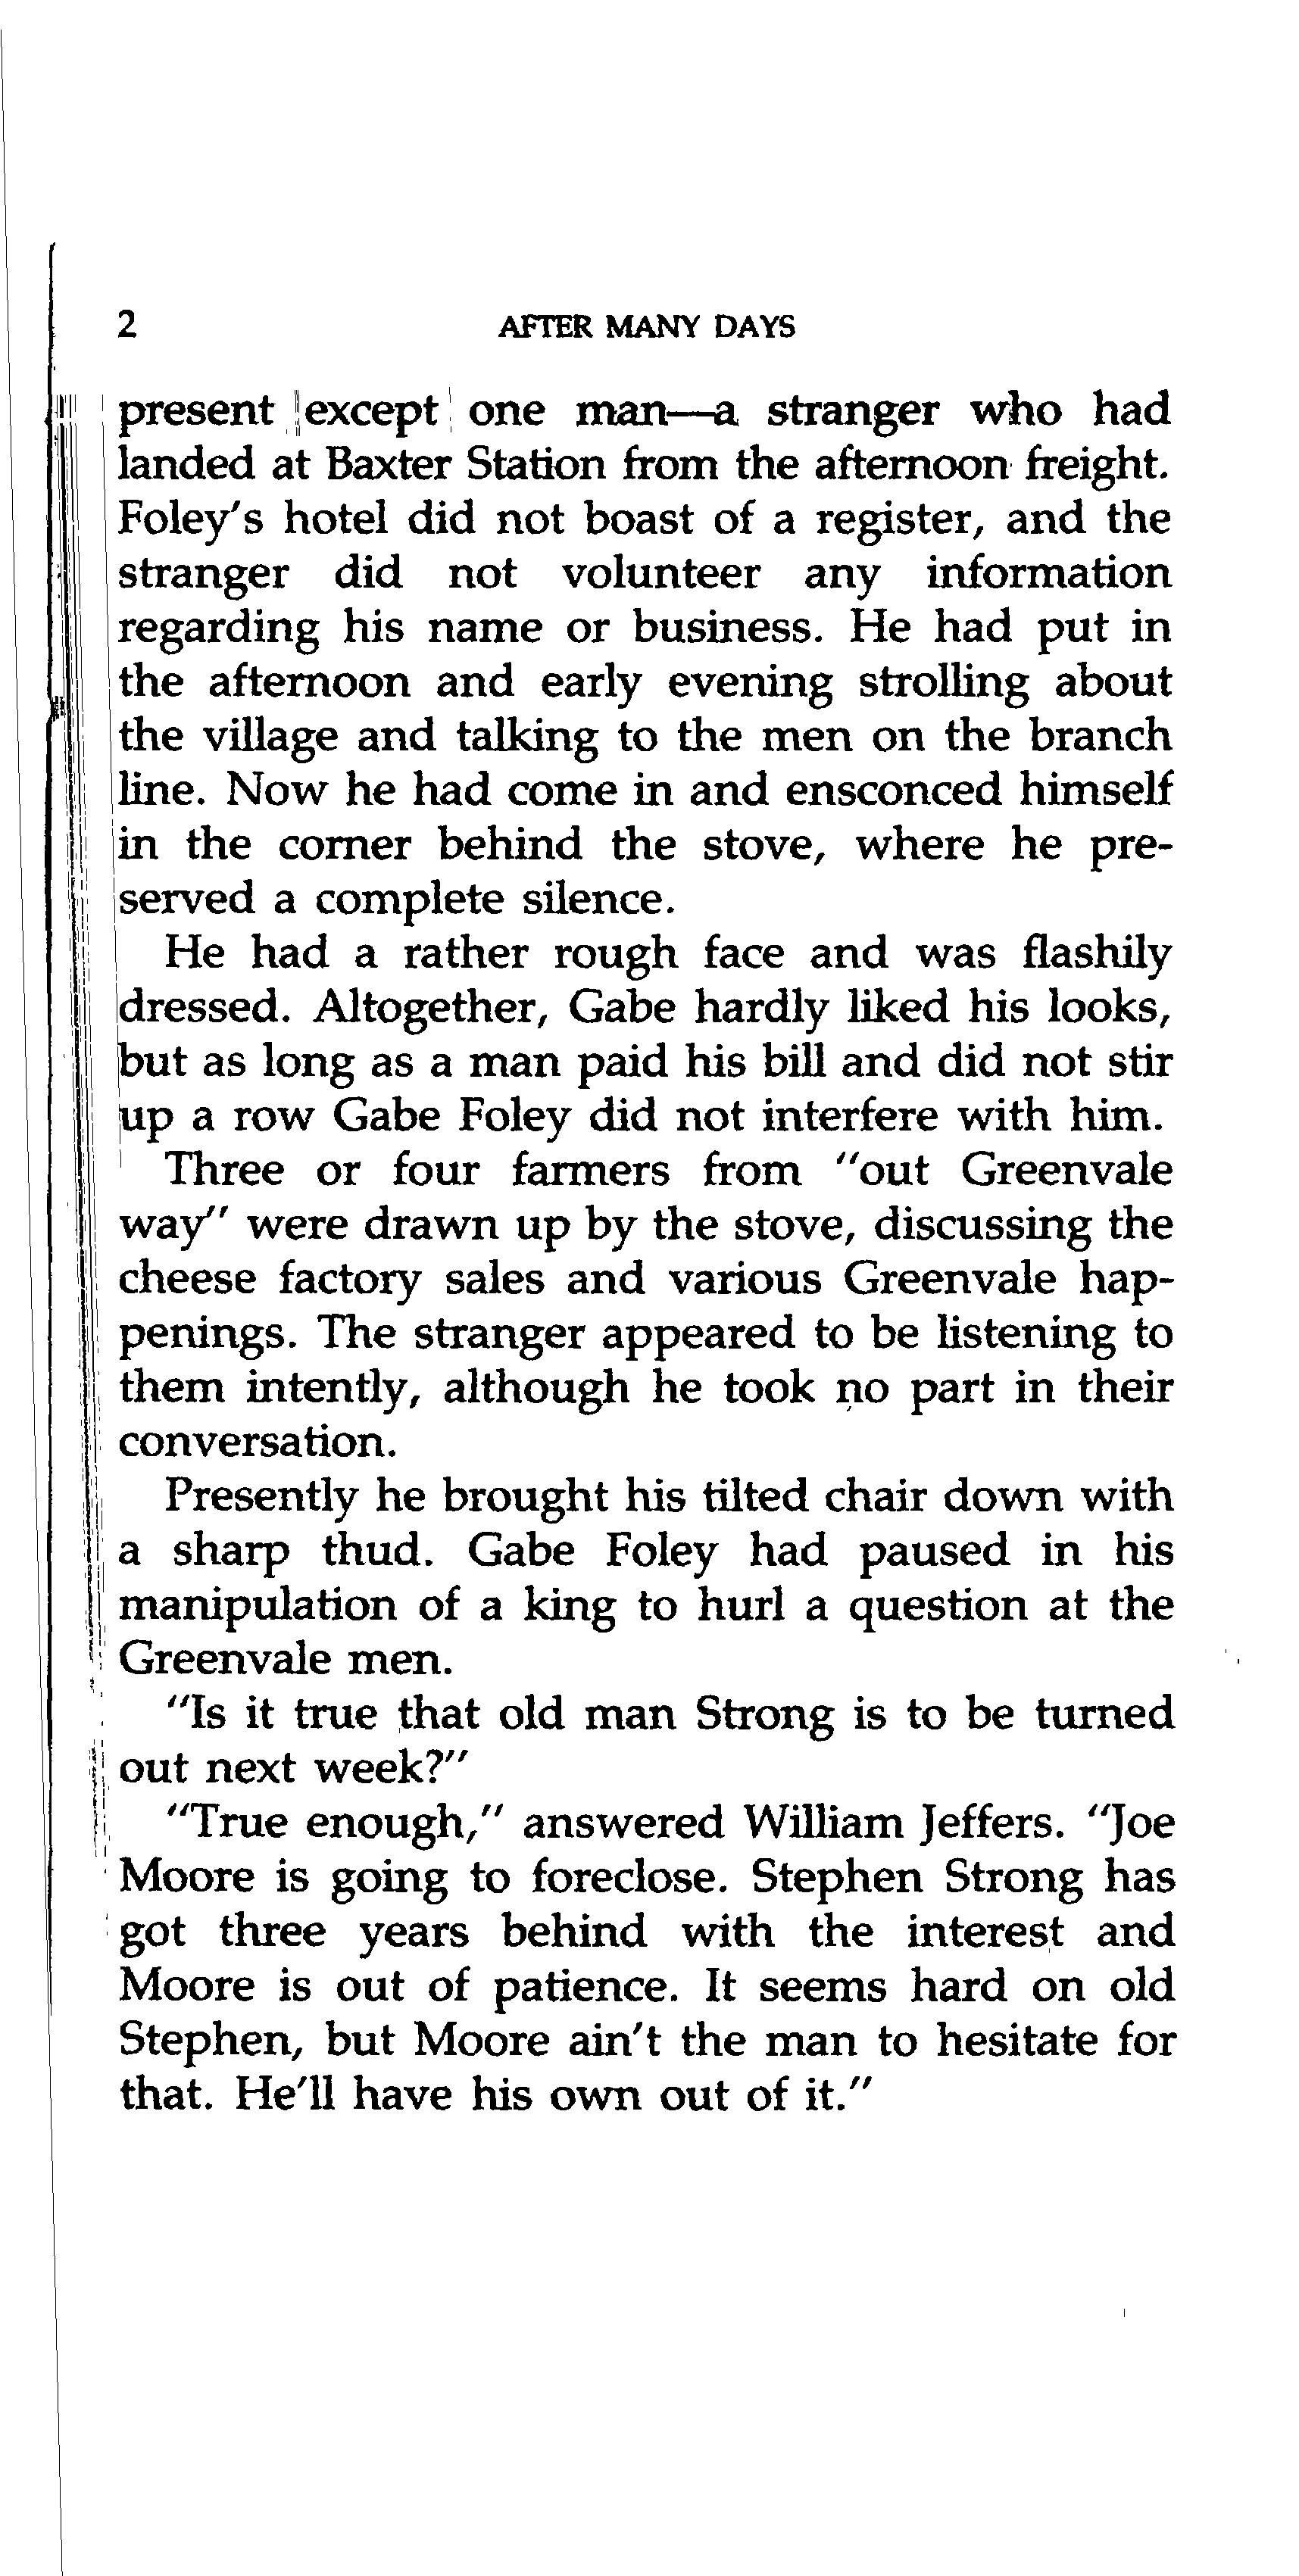 2 AFTER MANY DAYS
present except one man—a stranger who had
landed at Baxter Station from the afternoon freight.
Foley's hotel did not boast of a register, and the
stranger did not volunteer any information
regarding his name or business. He had put in
the afternoon and early evening strolling about
the village and talking to the men on the branch
line. Now he had come in and ensconced himself
in the corner behind the stove, where he pre-
served a complete silence.
He had a rather rough face and was flashily
dressed. Altogether, Gabe hardly liked his looks,
but as long as a man paid his bill and did not stir
up a row Gabe Foley did not interfere with him.
Three or four farmers from "out Greenvale
way" were drawn up by the stove, discussing the
cheese factory sales and various Greenvale hap-
penings. The stranger appeared to be listening to
them intently, although he took no part in their
conversation.
Presently he brought his tilted chair down with
a sharp thud. Gabe Foley had paused in his
manipulation of a king to hurl a question at the
Greenvale men.
"Is it true that old man Strong is to be turned
out next week?"
"True enough," answered William Jeffers. "Joe
Moore is going to foreclose. Stephen Strong has
got three years behind with the interest and
Moore is out of patience. It seems hard on old
Stephen, but Moore ain't the man to hesitate for
that. He'll have his own out of it."